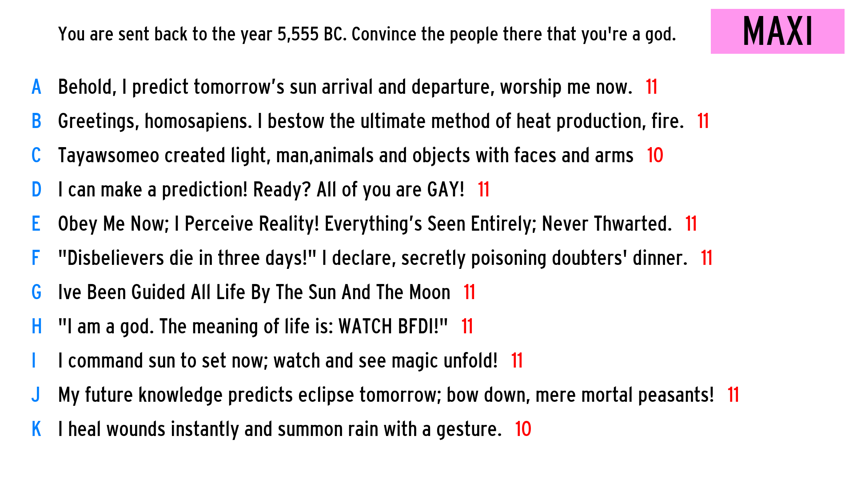 You are sent back to the year 5,555 BC. Convince the people there that you're a god.
MAXI
A Behold, I predict tomorrow's sun arrival and departure, worship me now. 11
B Greetings, homosapiens. I bestow the ultimate method of heat production, fire. 11
C Tayawsomeo created light, man,animals and objects with faces and arms 10
D I can make a prediction! Ready? All of you are GAY! 11
E Obey Me Now; I Perceive Reality! Everything's Seen Entirely; Never Thwarted. 11
F "Disbelievers die in three days!" I declare, secretly poisoning doubters' dinner. 11
G Ive Been Guided All Life By The Sun And The Moon 11
H "I am a god. The meaning of life is: WATCH BFDI!" 11
I I command sun to set now; watch and see magic unfold! 11
J My future knowledge predicts eclipse tomorrow; bow down, mere mortal peasants! 11
K I heal wounds instantly and summon rain with a gesture. 10